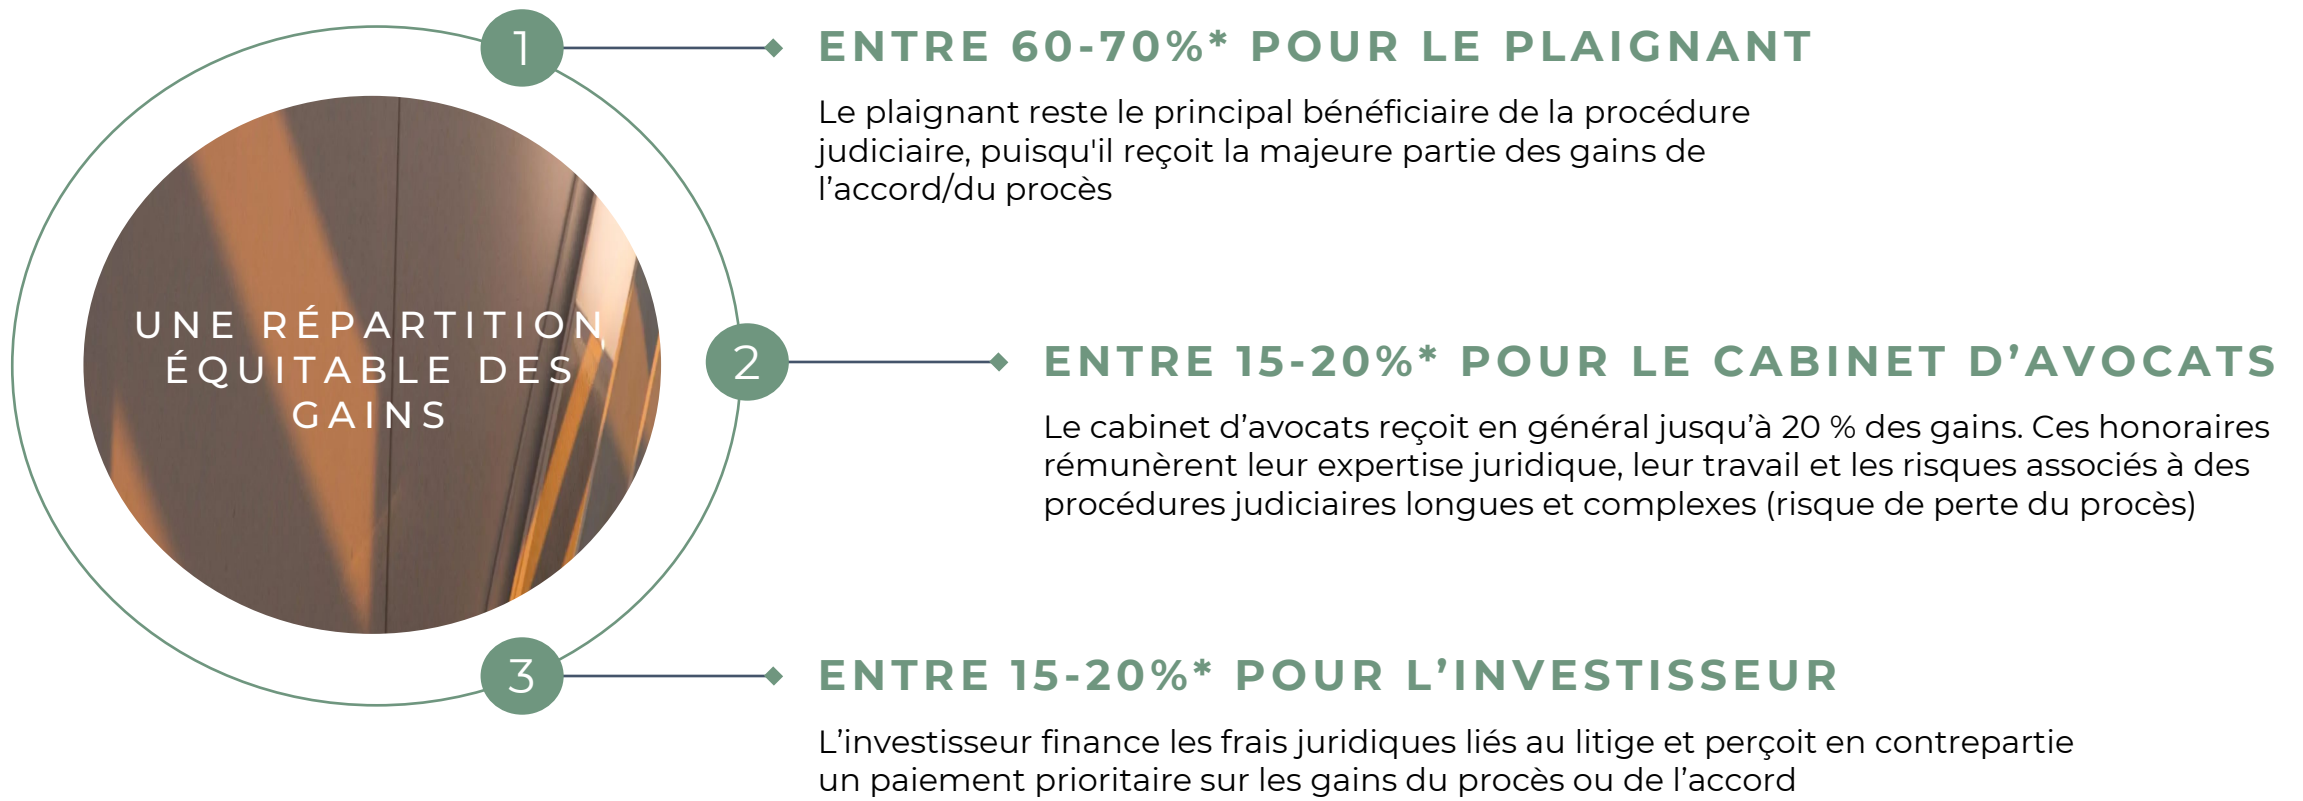 UNE RÉPARTITION
ÉQUITABLE DES
GAINS
1
ENTRE 60-70%* POUR LE PLAIGNANT
Le plaignant reste le principal bénéficiaire de la procédure
judiciaire, puisqu'il reçoit la majeure partie des gains de
l’accord/du procès
2
ENTRE 15-20%* POUR LE CABINET D’AVOCATS
Le cabinet d’avocats reçoit en général jusqu’à 20 % des gains. Ces honoraires
rémunèrent leur expertise juridique, leur travail et les risques associés à des
procédures judiciaires longues et complexes (risque de perte du procès)
3
ENTRE 15-20%* POUR L’INVESTISSEUR
L’investisseur finance les frais juridiques liés au litige et perçoit en contrepartie
un paiement prioritaire sur les gains du procès ou de l’accord